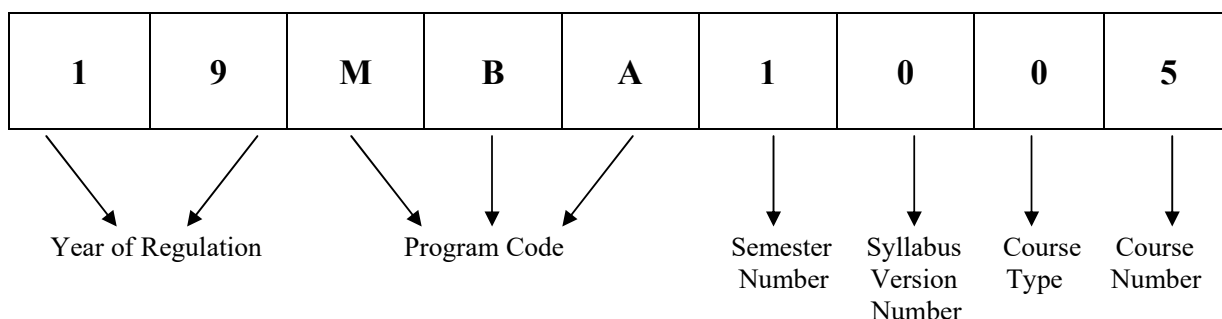 1 9 M B A 1 0 0 5
Year of Regulation Program Code Semester Syllabus Course Course
Number Version Type Number
Number